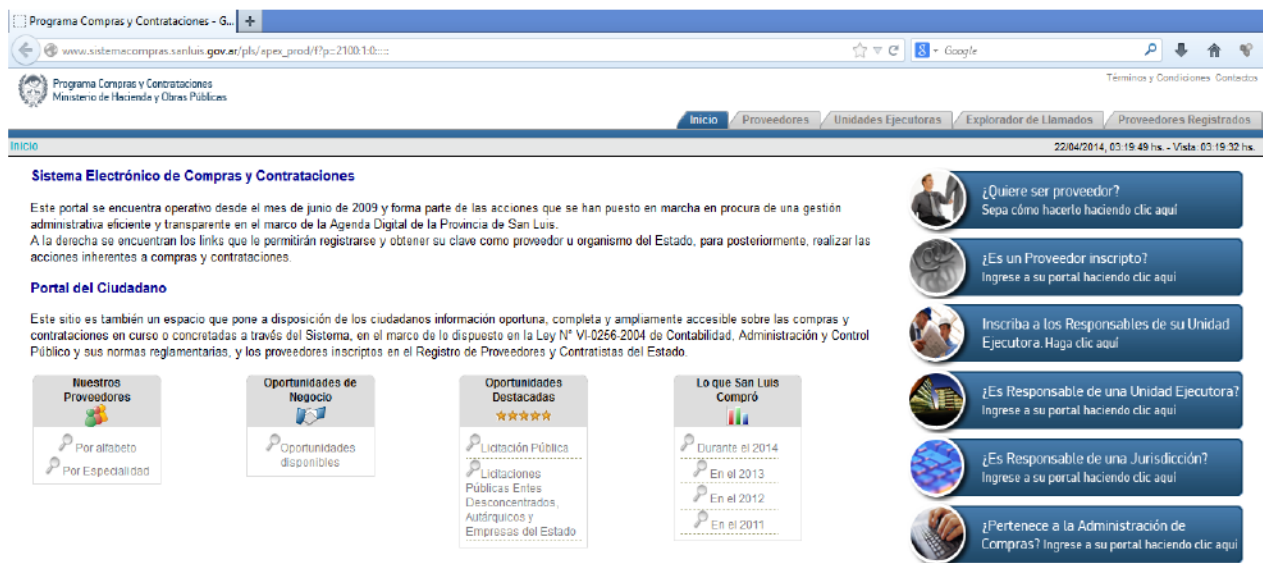 Programa Compras y Contrataciones - G...
www.sistemacompras.sanluis.gov.ar/pls/apex_prod/f?p=2100:1:0:::::
Google
Programa Compras y Contrataciones
Ministerio de Hacienda y Obras Públicas
Términos y Condiciones Contactos
Inicio
Proveedores
Unidades Ejecutoras
Explorador de Llamados
Proveedores Registrados
Inicio
22/04/2014, 03:19:49 hs. - Vista: 03:19:32 hs.
Sistema Electrónico de Compras y Contrataciones
Este portal se encuentra operativo desde el mes de junio de 2009 y forma parte de las acciones que se han puesto en marcha en procura de una gestión
administrativa eficiente y transparente en el marco de la Agenda Digital de la Provincia de San Luis.
A la derecha se encuentran los links que le permitirán registrarse y obtener su clave como proveedor u organismo del Estado, para posteriormente, realizar las
acciones inherentes a compras y contrataciones.
Portal del Ciudadano
Este sitio es también un espacio que pone a disposición de los ciudadanos información oportuna, completa y ampliamente accesible sobre las compras y
contrataciones en curso o concretadas a través del Sistema, en el marco de lo dispuesto en la Ley N° VI-0256-2004 de Contabilidad, Administración y Control
Público y sus normas reglamentarias, y los proveedores inscriptos en el Registro de Proveedores y Contratistas del Estado.
Nuestros
Proveedores
Por alfabeto
Por Especialidad
Oportunidades de
Negocio
Oportunidades
disponibles
Oportunidades
Destacadas
Licitación Pública
Licitaciones
Públicas Entes
Desconcentrados,
Autárquicos y
Empresas del Estado
Lo que San Luis
Compró
Durante el 2014
En el 2013
En el 2012
En el 2011
¿Quiere ser proveedor?
Sepa cómo hacerlo haciendo clic aquí
¿Es un Proveedor inscripto?
Ingrese a su portal haciendo clic aquí
Inscriba a los Responsables de su Unidad
Ejecutora. Haga clic aquí
¿Es Responsable de una Unidad Ejecutora?
Ingrese a su portal haciendo clic aquí
¿Es Responsable de una Jurisdicción?
Ingrese a su portal haciendo clic aquí
¿Pertenece a la Administración de
Compras? Ingrese a su portal haciendo clic aquí